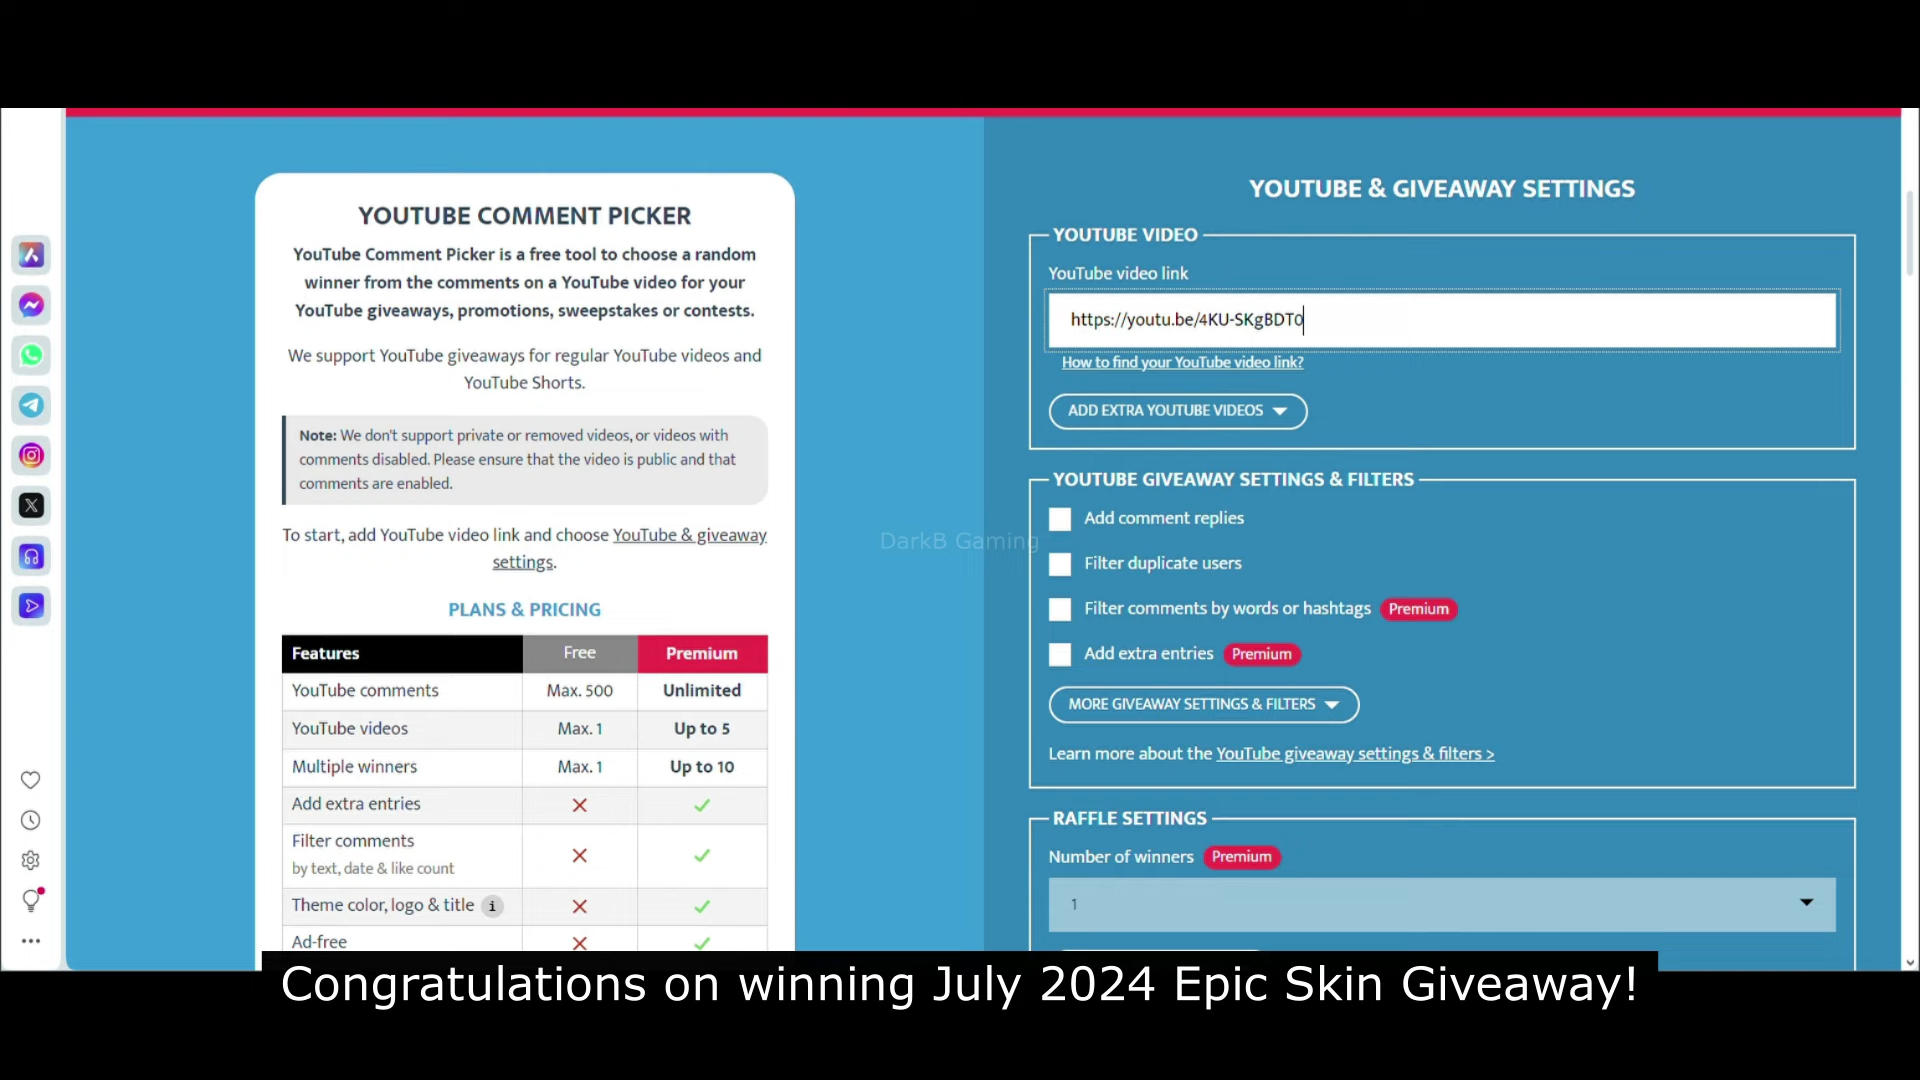 YOUTUBE COMMENT PICKER
YouTube Comment Picker is a free tool to choose a random
winner from the comments on a YouTube video for your
YouTube giveaways, promotions, sweepstakes or contests.
We support YouTube giveaways for regular YouTube videos and
YouTube Shorts.
Note: We don't support private or removed videos, or videos with
comments disabled. Please ensure that the video is public and that
comments are enabled.
To start, add YouTube video link and choose YouTube & giveaway
settings.
PLANS & PRICING
Features Free Premium
YouTube comments Max. 500 Unlimited
YouTube videos Max. 1 Up to 5
Multiple winners Max. 1 Up to 10
Add extra entries
Filter comments
by text, date & like count
Theme color, logo & title i
Ad-free
YOUTUBE & GIVEAWAY SETTINGS
YOUTUBE VIDEO
YouTube video link
https://youtu.be/4KU-SKgBDT0
How to find your YouTube video link?
ADD EXTRA YOUTUBE VIDEOS
YOUTUBE GIVEAWAY SETTINGS & FILTERS
Add comment replies
Filter duplicate users
Filter comments by words or hashtags Premium
Add extra entries Premium
MORE GIVEAWAY SETTINGS & FILTERS
Learn more about the YouTube giveaway settings & filters >
RAFFLE SETTINGS
Number of winners Premium
1
DarkB Gaming
Congratulations on winning July 2024 Epic Skin Giveaway!